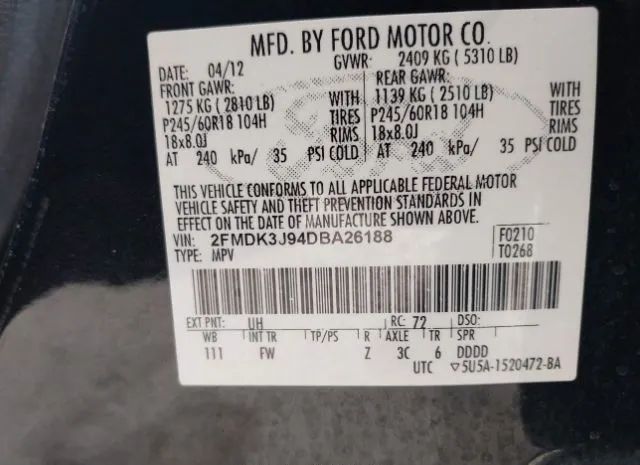 MFD. BY FORD MOTOR CO.
DATE: 04/12 GVWR: 2409 KG ( 5310 LB)
FRONT GAWR: REAR GAWR:
1275 KG ( 2810 LB) WITH 1139 KG ( 2510 LB) WITH
P245/60R18 104H TIRES P245/60R18 104H TIRES
18x8.0J RIMS 18x8.0J RIMS
AT 240 kPa/ 35 PSI COLD AT 240 kPa/ 35 PSI COLD
THIS VEHICLE CONFORMS TO ALL APPLICABLE FEDERAL MOTOR
VEHICLE SAFETY AND THEFT PREVENTION STANDARDS IN
EFFECT ON THE DATE OF MANUFACTURE SHOWN ABOVE.
VIN: 2FMDK3J94DBA26188 F0210
TYPE: MPV T0268
EXT PNT: UH RC: 72 DSO:
WB INT TR TP/PS R AXLE TR SPR
111 FW Z 3C 6 DDDD
UTC ▽5U5A-1520472-BA